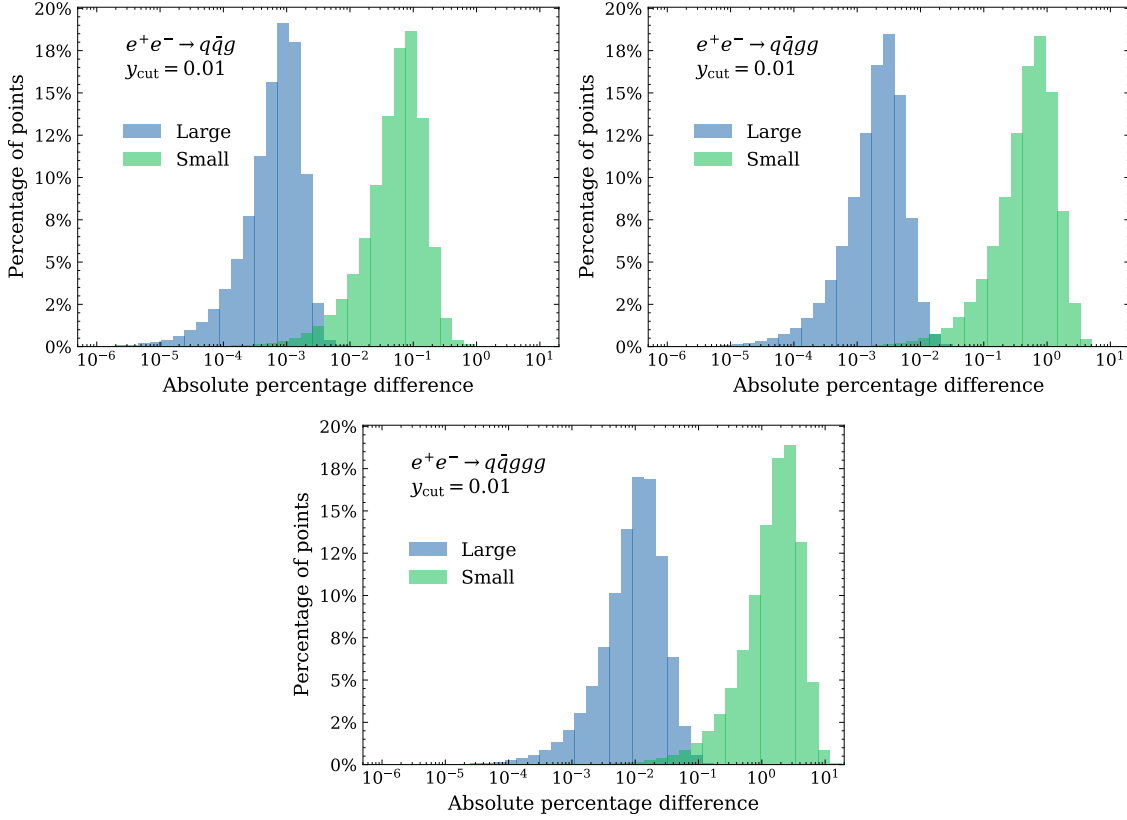 20%
18%
15%
12%
10%
8%
5%
2%
0%
Percentage of points
e⁺e⁻ → qq̄g
y_cut = 0.01
Large
Small
10⁻⁶ 10⁻⁵ 10⁻⁴ 10⁻³ 10⁻² 10⁻¹ 10⁰ 10¹
Absolute percentage difference
20%
18%
15%
12%
10%
8%
5%
2%
0%
Percentage of points
e⁺e⁻ → qq̄gg
y_cut = 0.01
Large
Small
10⁻⁶ 10⁻⁵ 10⁻⁴ 10⁻³ 10⁻² 10⁻¹ 10⁰ 10¹
Absolute percentage difference
20%
18%
15%
12%
10%
8%
5%
2%
0%
Percentage of points
e⁺e⁻ → qq̄ggg
y_cut = 0.01
Large
Small
10⁻⁶ 10⁻⁵ 10⁻⁴ 10⁻³ 10⁻² 10⁻¹ 10⁰ 10¹
Absolute percentage difference